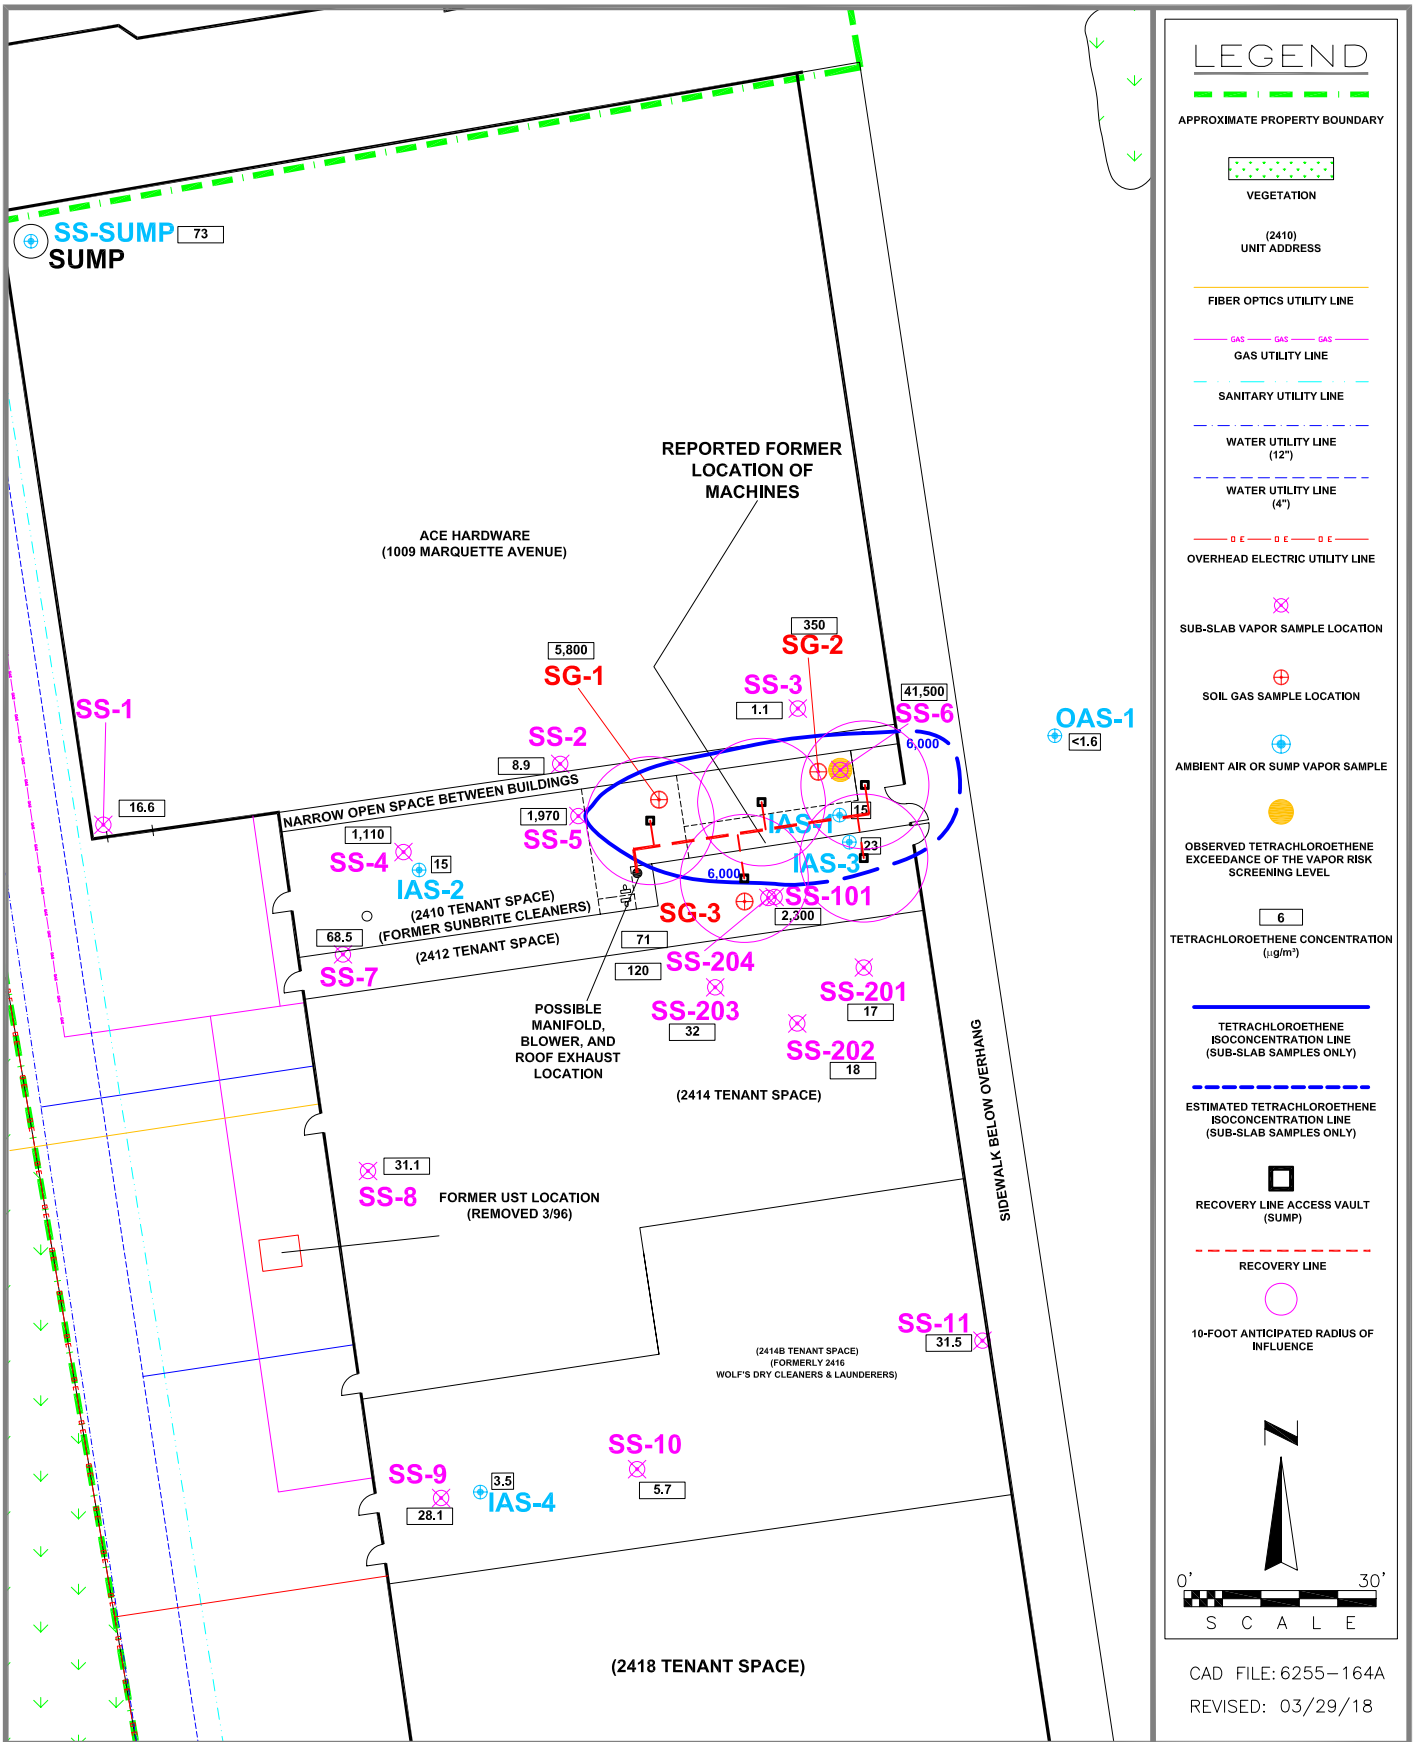 SS-SUMP
73
SUMP
REPORTED FORMER
LOCATION OF
MACHINES
ACE HARDWARE
(1009 MARQUETTE AVENUE)
350
SG-2
5,800
SG-1
SS-3
1.1
41,500
SS-6
6,000
OAS-1
<1.6
SS-1
16.6
SS-2
8.9
NARROW OPEN SPACE BETWEEN BUILDINGS
1,970
SS-5
1,110
SS-4
15
IAS-2
15
IAS-1
23
IAS-3
6,000
SS-101
2,300
SG-3
(2410 TENANT SPACE)
(FORMER SUNBRITE CLEANERS)
(2412 TENANT SPACE)
68.5
SS-7
71
SS-204
120
SS-203
32
SS-201
17
SS-202
18
POSSIBLE
MANIFOLD,
BLOWER, AND
ROOF EXHAUST
LOCATION
(2414 TENANT SPACE)
SIDEWALK BELOW OVERHANG
31.1
SS-8
FORMER UST LOCATION
(REMOVED 3/96)
SS-11
31.5
(2414B TENANT SPACE)
(FORMERLY 2416
WOLF'S DRY CLEANERS & LAUNDERERS)
SS-10
5.7
SS-9
28.1
3.5
IAS-4
(2418 TENANT SPACE)
LEGEND
APPROXIMATE PROPERTY BOUNDARY
VEGETATION
(2410)
UNIT ADDRESS
FIBER OPTICS UTILITY LINE
GAS GAS GAS
GAS UTILITY LINE
SANITARY UTILITY LINE
WATER UTILITY LINE
(12")
WATER UTILITY LINE
(4")
OE OE OE
OVERHEAD ELECTRIC UTILITY LINE
SUB-SLAB VAPOR SAMPLE LOCATION
SOIL GAS SAMPLE LOCATION
AMBIENT AIR OR SUMP VAPOR SAMPLE
OBSERVED TETRACHLOROETHENE
EXCEEDANCE OF THE VAPOR RISK
SCREENING LEVEL
6
TETRACHLOROETHENE CONCENTRATION
(µg/m³)
TETRACHLOROETHENE
ISOCONCENTRATION LINE
(SUB-SLAB SAMPLES ONLY)
ESTIMATED TETRACHLOROETHENE
ISOCONCENTRATION LINE
(SUB-SLAB SAMPLES ONLY)
RECOVERY LINE ACCESS VAULT
(SUMP)
RECOVERY LINE
10-FOOT ANTICIPATED RADIUS OF
INFLUENCE
N
0' 30'
SCALE
CAD FILE: 6255-164A
REVISED: 03/29/18